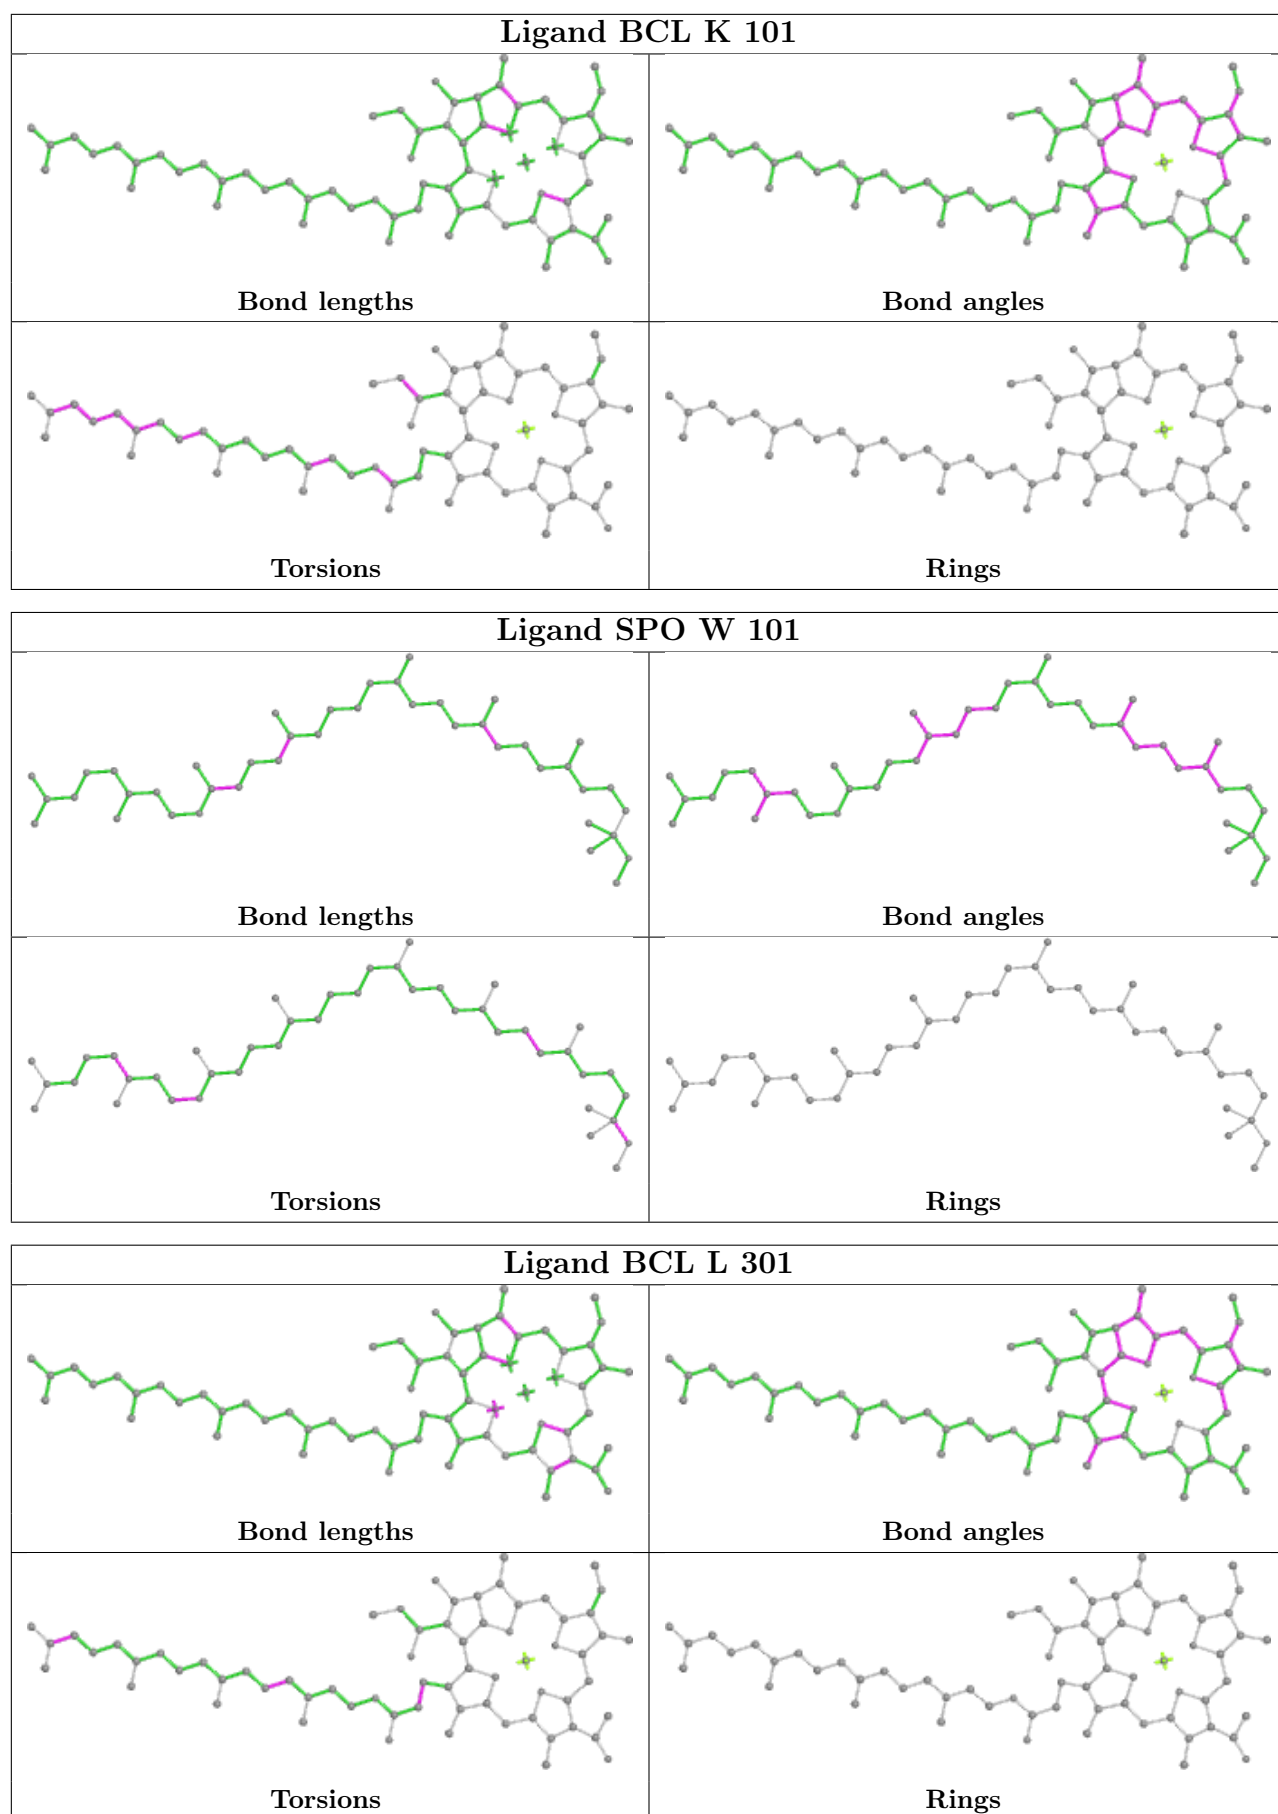 Ligand BCL K 101
Bond lengths
Bond angles
Torsions
Rings
Ligand SPO W 101
Bond lengths
Bond angles
Torsions
Rings
Ligand BCL L 301
Bond lengths
Bond angles
Torsions
Rings